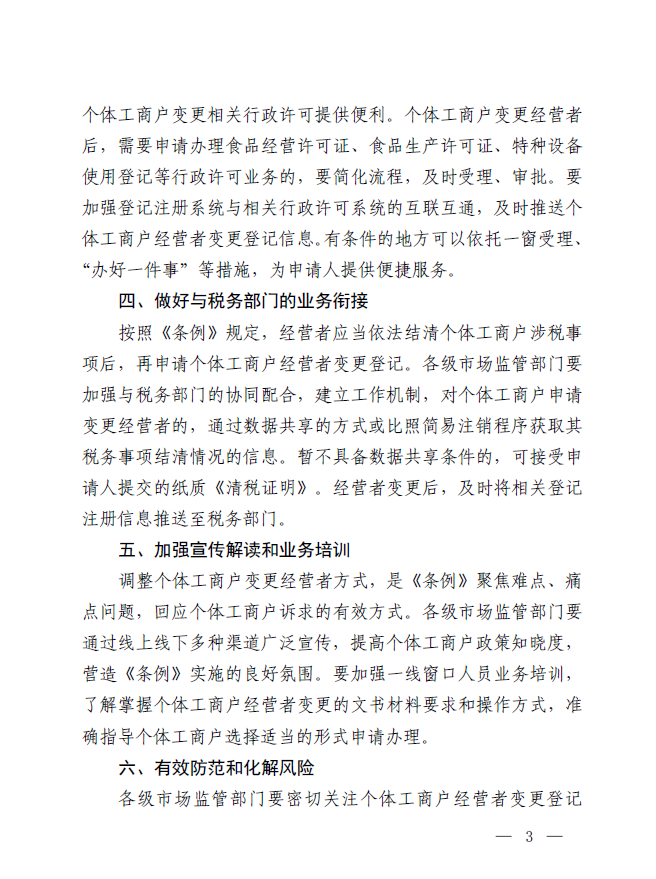 个体工商户变更相关行政许可提供便利。个体工商户变更经营者
后，需要申请办理食品经营许可证、食品生产许可证、特种设备
使用登记等行政许可业务的，要简化流程，及时受理、审批。要
加强登记注册系统与相关行政许可系统的互联互通，及时推送个
体工商户经营者变更登记信息。有条件的地方可以依托一窗受理、
“办好一件事”等措施，为申请人提供便捷服务。
四、做好与税务部门的业务衔接
按照《条例》规定，经营者应当依法结清个体工商户涉税事
项后，再申请个体工商户经营者变更登记。各级市场监管部门要
加强与税务部门的协同配合，建立工作机制，对个体工商户申请
变更经营者的，通过数据共享的方式或比照简易注销程序获取其
税务事项结清情况的信息。暂不具备数据共享条件的，可接受申
请人提交的纸质《清税证明》。经营者变更后，及时将相关登记
注册信息推送至税务部门。
五、加强宣传解读和业务培训
调整个体工商户变更经营者方式，是《条例》聚焦难点、痛
点问题，回应个体工商户诉求的有效方式。各级市场监管部门要
通过线上线下多种渠道广泛宣传，提高个体工商户政策知晓度，
营造《条例》实施的良好氛围。要加强一线窗口人员业务培训，
了解掌握个体工商户经营者变更的文书材料要求和操作方式，准
确指导个体工商户选择适当的形式申请办理。
六、有效防范和化解风险
各级市场监管部门要密切关注个体工商户经营者变更登记
— 3 —